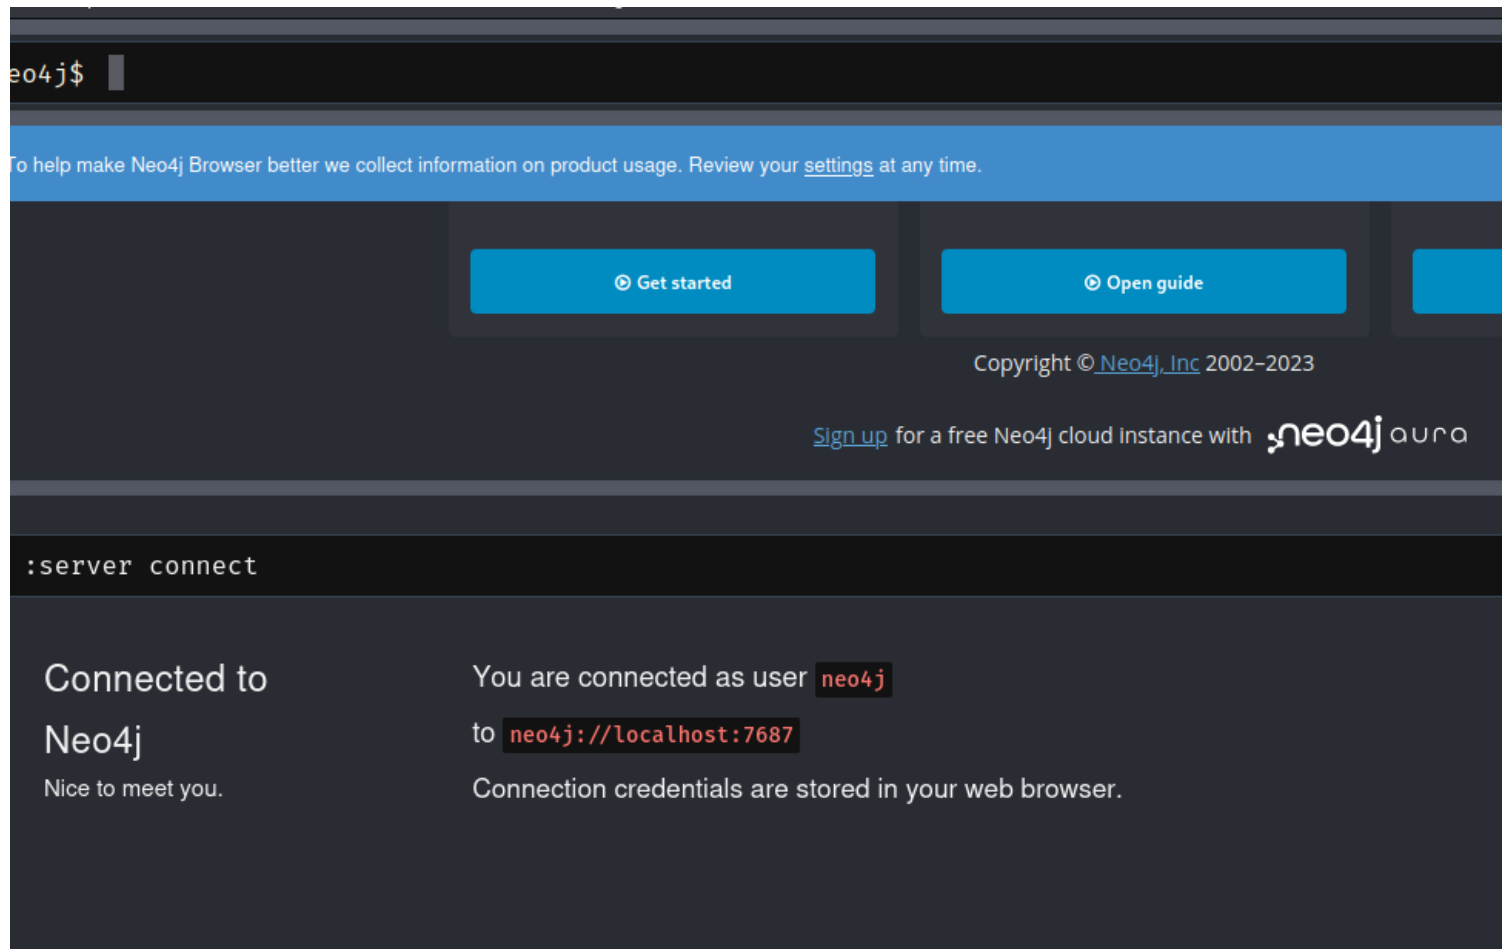 eo4j$
To help make Neo4j Browser better we collect information on product usage. Review your settings at any time.
Get started
Open guide
Copyright © Neo4j, Inc 2002–2023
Sign up for a free Neo4j cloud instance with neo4j aura
:server connect
Connected to
Neo4j
Nice to meet you.
You are connected as user neo4j
to neo4j://localhost:7687
Connection credentials are stored in your web browser.